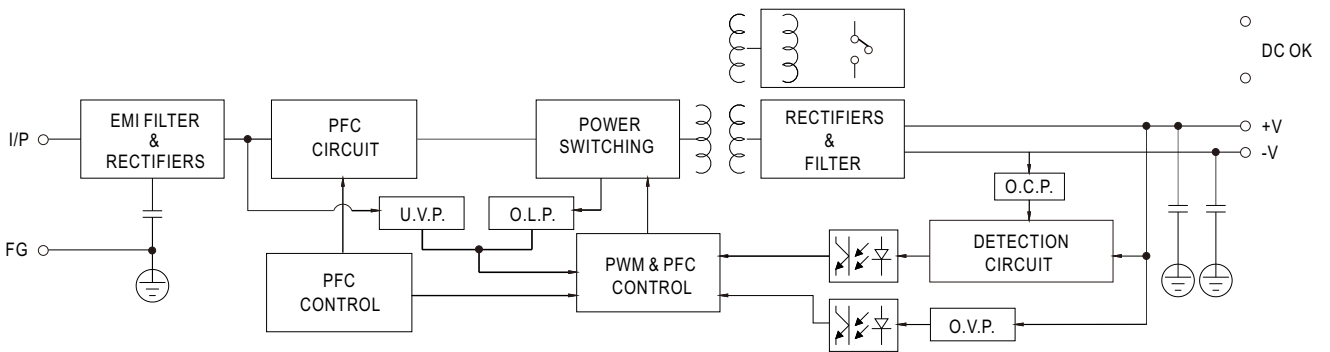 DC OK
I/P
EMI FILTER
&
RECTIFIERS
PFC
CIRCUIT
POWER
SWITCHING
RECTIFIERS
&
FILTER
+V
-V
O.C.P.
U.V.P.
O.L.P.
FG
PFC
CONTROL
PWM & PFC
CONTROL
DETECTION
CIRCUIT
O.V.P.